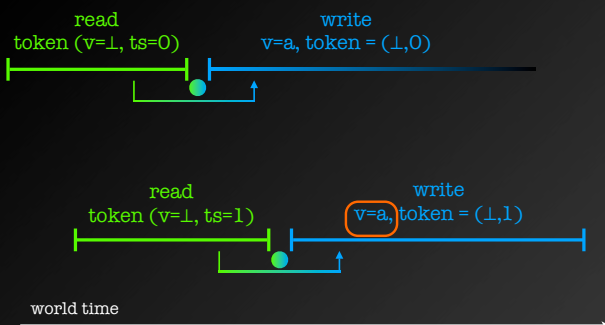 read
token (v=⊥, ts=0)
write
v=a, token = (⊥,0)
read
token (v=⊥, ts=1)
write
v=a, token = (⊥,1)
world time